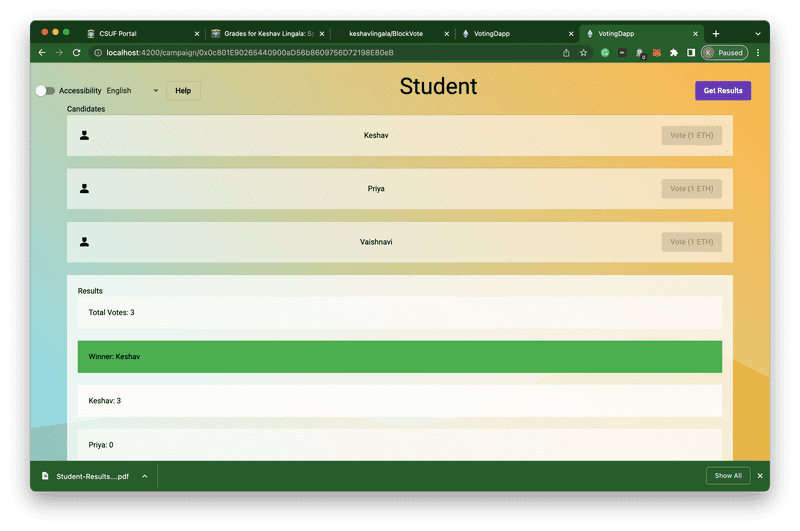 CSUF Portal
Grades for Keshav Lingala: Sa
keshavlingala/BlockVote
VotingDapp
VotingDapp
localhost:4200/campaign/0x0c801E90265440900aD56b8609756D72198E80eB
K Paused
Accessibility English Help
Student
Get Results
Candidates
Keshav Vote (1 ETH)
Priya Vote (1 ETH)
Vaishnavi Vote (1 ETH)
Results
Total Votes: 3
Winner: Keshav
Keshav: 3
Priya: 0
Student-Results....pdf
Show All